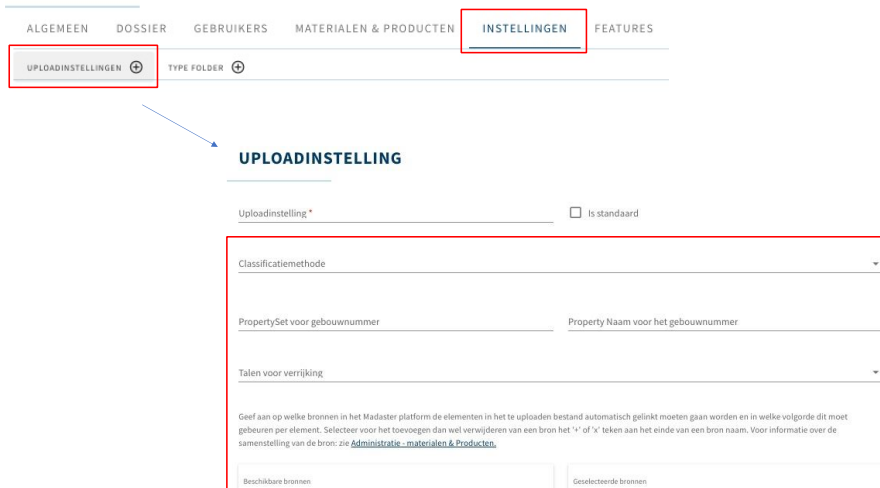 ALGEMEEN DOSSIER GEBRUIKERS MATERIALEN & PRODUCTEN INSTELLINGEN FEATURES
UPLOADINSTELLINGEN TYPE FOLDER
UPLOADINSTELLING
Uploadinstelling * Is standaard
Classificatiemethode
PropertySet voor gebouwnummer Property Naam voor het gebouwnummer
Talen voor verrijking
Geef aan op welke bronnen in het Madaster platform de elementen in het te uploaden bestand automatisch gelinkt moeten gaan worden en in welke volgorde dit moet
gebeuren per element. Selecteer voor het toevoegen dan wel verwijderen van een bron het '+' of 'x' teken aan het einde van een bron naam. Voor informatie over de
samenstelling van de bron: zie Administratie - materialen & Producten.
Beschikbare bronnen Geselecteerde bronnen